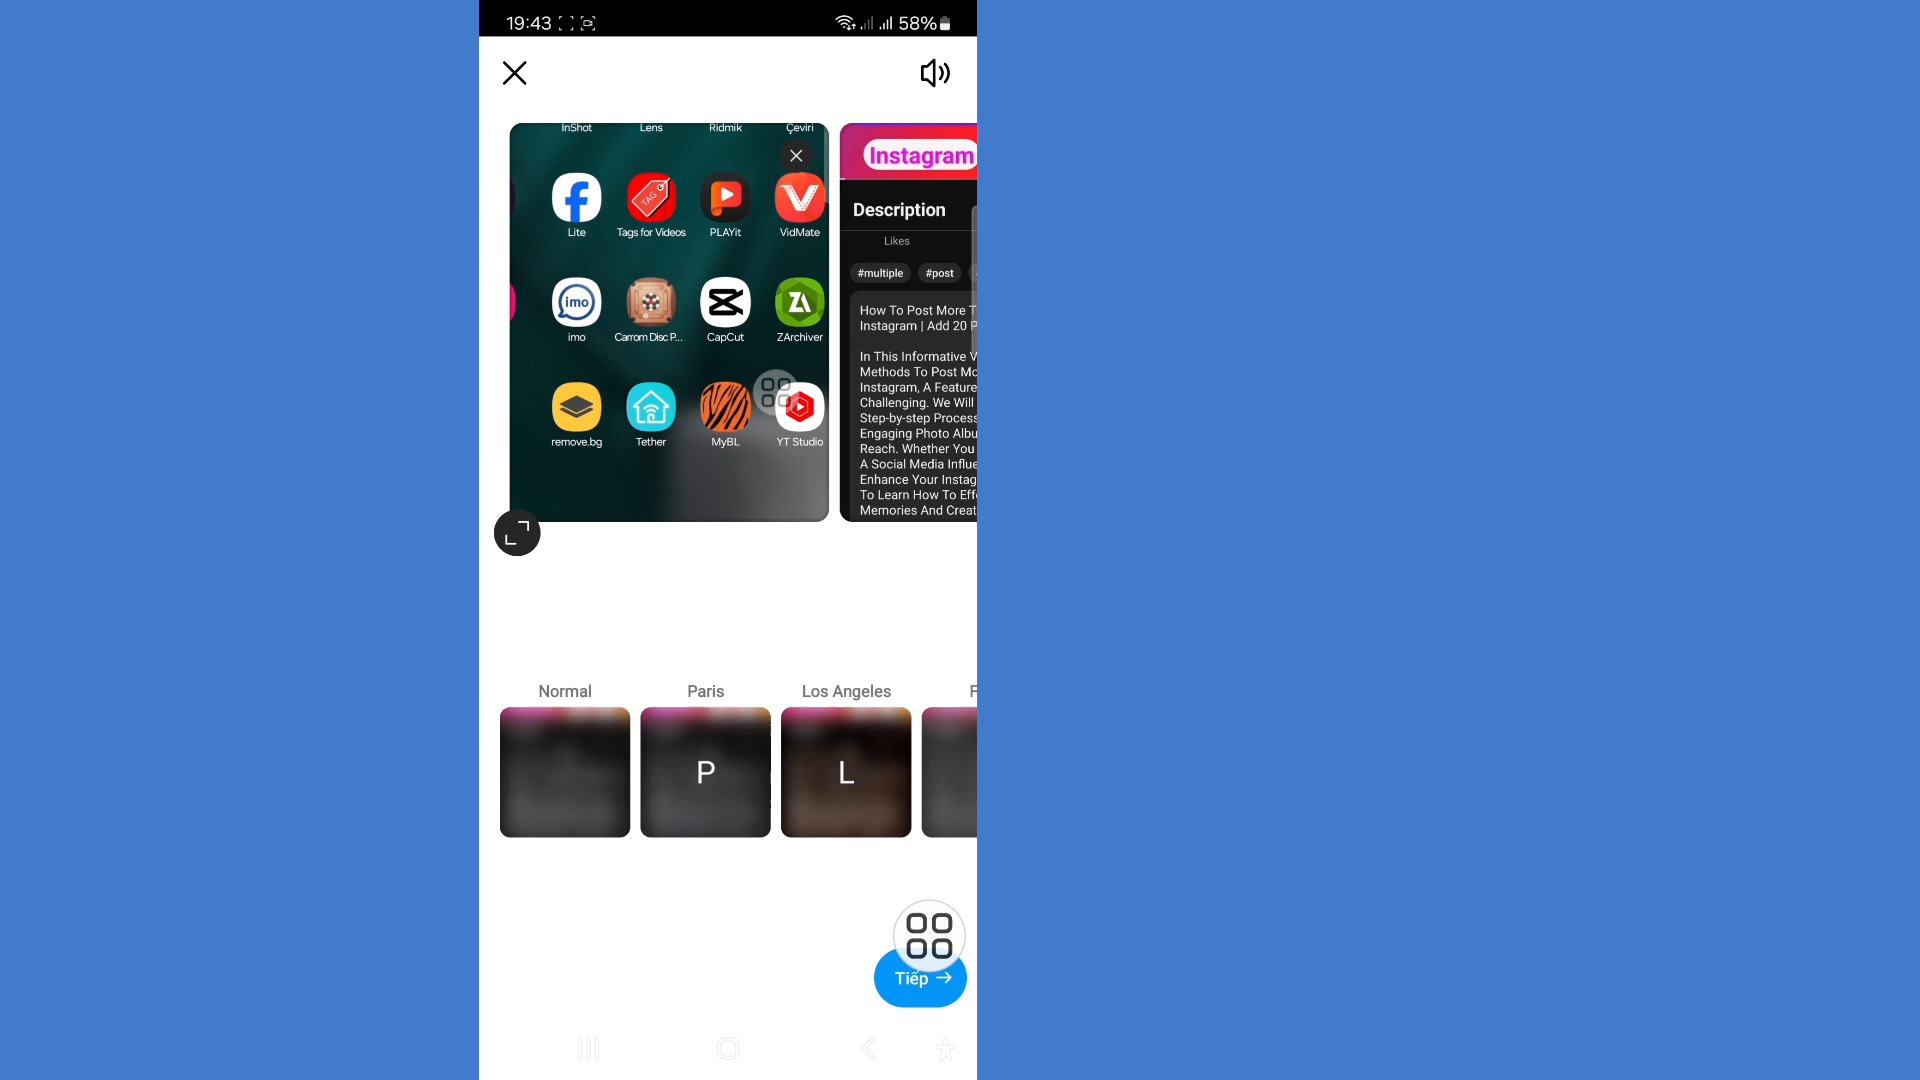 19:43
58%
InShot Lens Ridmik Çeviri
Lite Tags for Videos PLAYit VidMate
TAG
imo
imo Carrom Disc P... CapCut ZArchiver
ZA
remove.bg Tether MyBL YT Studio
Instagram
Description
Likes
#multiple #post
How To Post More T
Instagram | Add 20 P
In This Informative V
Methods To Post Mo
Instagram, A Feature
Challenging. We Will
Step-by-step Process
Engaging Photo Albu
Reach. Whether You
A Social Media Influe
Enhance Your Instag
To Learn How To Effe
Memories And Creat
Normal Paris Los Angeles F
P L
Tiếp